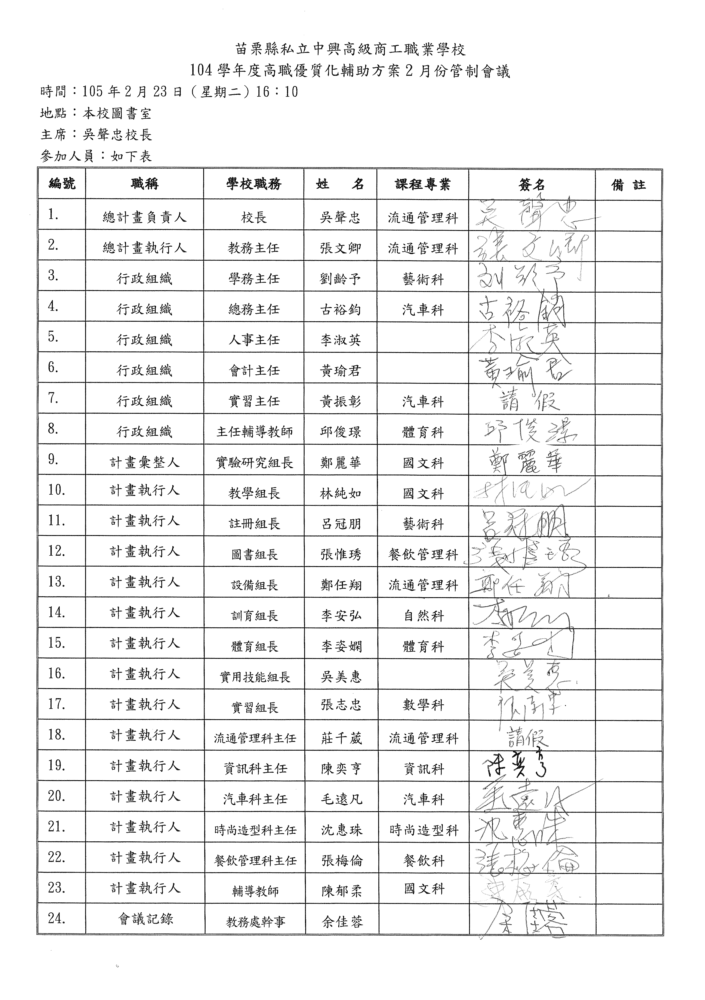 苗栗縣私立中興高級商工職業學校
104 學年度高職優質化輔助方案 2 月份管制會議
時間：105 年 2 月 23 日（星期二）16：10
地點：本校圖書室
主席：吳聲忠校長
參加人員：如下表
編號 職稱 學校職務 姓 名 課程專業 簽名 備 註
1. 總計畫負責人 校長 吳聲忠 流通管理科 吳聲忠
2. 總計畫執行人 教務主任 張文卿 流通管理科 張文卿
3. 行政組織 學務主任 劉齡予 藝術科
4. 行政組織 總務主任 古裕鈞 汽車科 古裕鈞
5. 行政組織 人事主任 李淑英 李淑英
6. 行政組織 會計主任 黃瑜君 黃瑜君
7. 行政組織 實習主任 黃振彰 汽車科 請假
8. 行政組織 主任輔導教師 邱俊璟 體育科 邱俊璟
9. 計畫彙整人 實驗研究組長 鄭麗華 國文科 鄭麗華
10. 計畫執行人 教學組長 林純如 國文科
11. 計畫執行人 註冊組長 呂冠朋 藝術科 呂冠朋
12. 計畫執行人 圖書組長 張惟琇 餐飲管理科 張惟琇
13. 計畫執行人 設備組長 鄭任翔 流通管理科 鄭任翔
14. 計畫執行人 訓育組長 李安弘 自然科
15. 計畫執行人 體育組長 李姿嫻 體育科
16. 計畫執行人 實用技能組長 吳美惠 吳美惠
17. 計畫執行人 實習組長 張志忠 數學科 張志忠
18. 計畫執行人 流通管理科主任 莊千葳 流通管理科 請假
19. 計畫執行人 資訊科主任 陳奕亨 資訊科 陳奕亨
20. 計畫執行人 汽車科主任 毛遠凡 汽車科
21. 計畫執行人 時尚造型科主任 沈惠珠 時尚造型科 沈惠珠
22. 計畫執行人 餐飲管理科主任 張梅倫 餐飲科 張梅倫
23. 計畫執行人 輔導教師 陳郁柔 國文科 陳郁柔
24. 會議記錄 教務處幹事 余佳蓉 余佳蓉